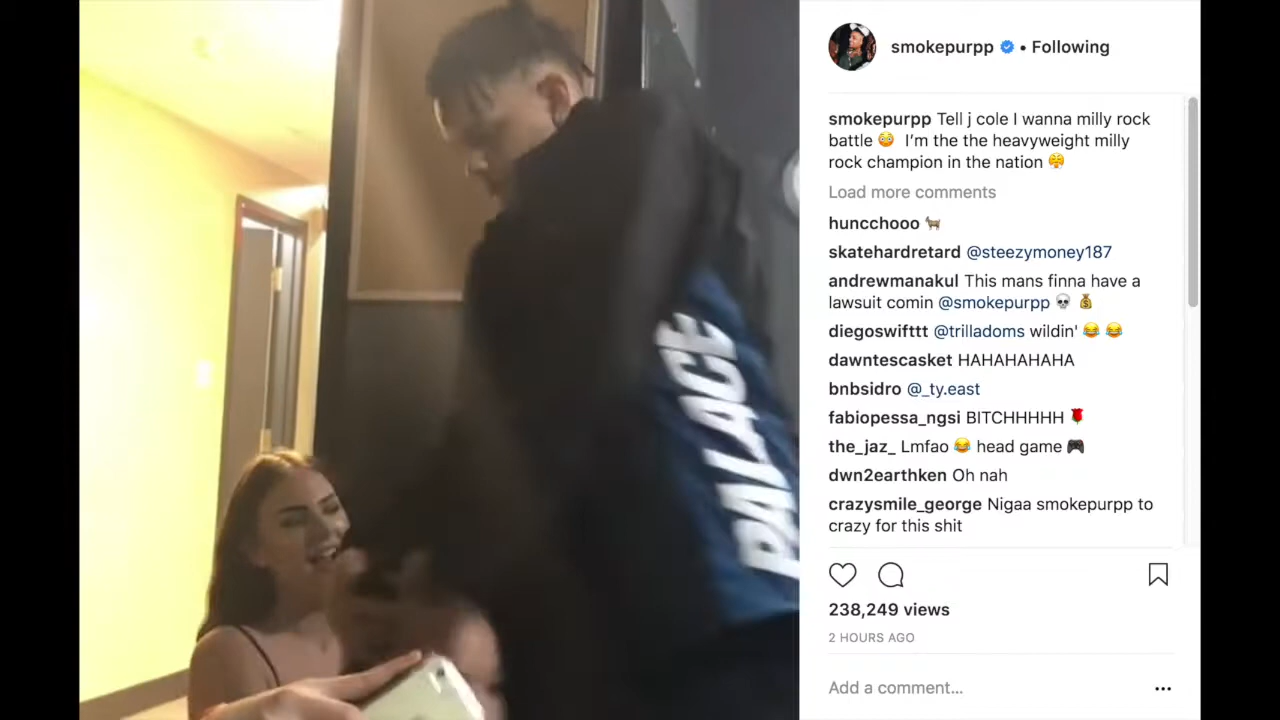 PALACE
smokepurpp • Following
smokepurpp Tell j cole I wanna milly rock
battle 😳 I'm the the heavyweight milly
rock champion in the nation 😤
Load more comments
huncchooo 🐐
skatehardretard @steezymoney187
andrewmanakul This mans finna have a
lawsuit comin @smokepurpp 💀 💰
diegoswifttt @trilladoms wildin' 😂 😂
dawntescasket HAHAHAHAHA
bnbsidro @_ty.east
fabiopessa_ngsi BITCHHHHH 🌹
the_jaz_ Lmfao 😂 head game 🎮
dwn2earthken Oh nah
crazysmile_george Nigaa smokepurpp to
crazy for this shit
238,249 views
2 HOURS AGO
Add a comment...